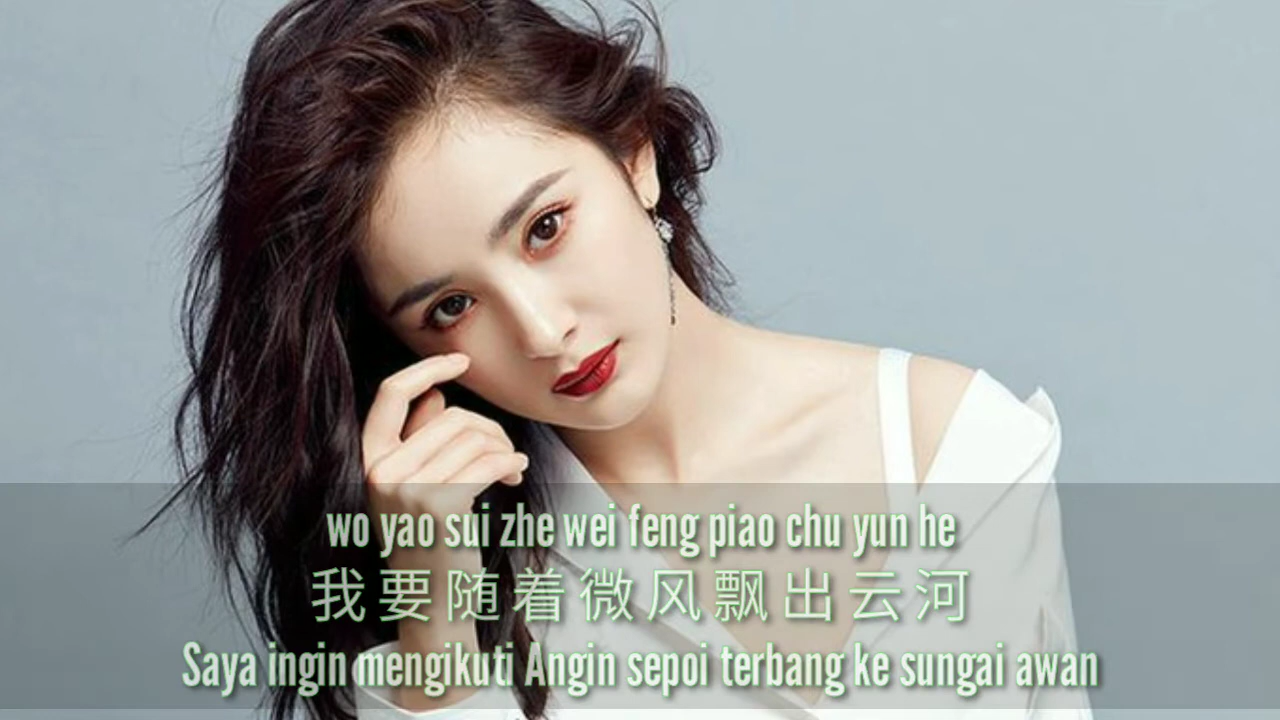 wo yao sui zhe wei feng piao chu yun he
我要随着微风飘出云河
Saya ingin mengikuti Angin sepoi terbang ke sungai awan